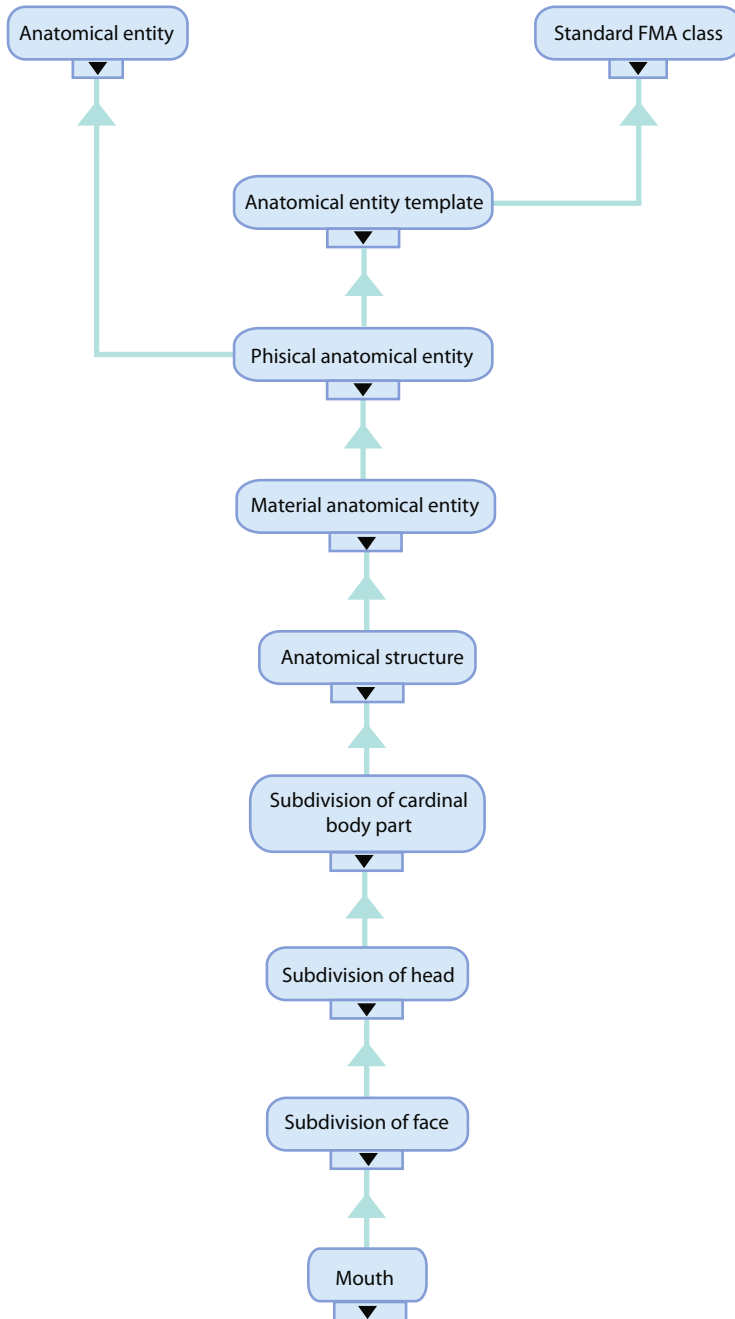 Anatomical entity
Standard FMA class
Anatomical entity template
Phisical anatomical entity
Material anatomical entity
Anatomical structure
Subdivision of cardinal
body part
Subdivision of head
Subdivision of face
Mouth